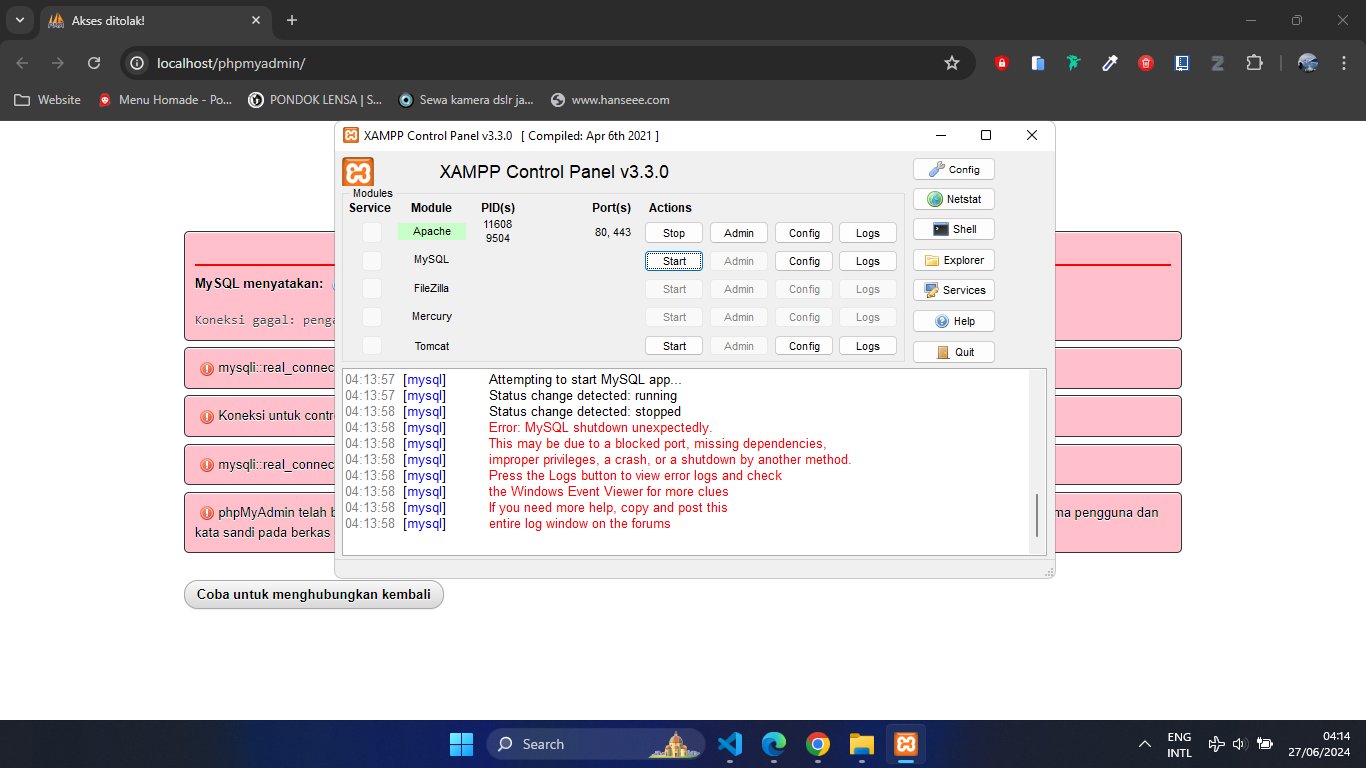 Akses ditolak!
localhost/phpmyadmin/
Website
Menu Homade - Po...
PONDOK LENSA | S...
Sewa kamera dslr ja...
www.hanseee.com
XAMPP Control Panel v3.3.0 [ Compiled: Apr 6th 2021 ]
XAMPP Control Panel v3.3.0
Modules
Service Module PID(s) Port(s) Actions
Apache 11608 9504 80, 443 Stop Admin Config Logs
MySQL Start Admin Config Logs
FileZilla Start Admin Config Logs
Mercury Start Admin Config Logs
Tomcat Start Admin Config Logs
Config
Netstat
Shell
Explorer
Services
Help
Quit
04:13:57 [mysql] Attempting to start MySQL app...
04:13:57 [mysql] Status change detected: running
04:13:58 [mysql] Status change detected: stopped
04:13:58 [mysql] Error: MySQL shutdown unexpectedly.
04:13:58 [mysql] This may be due to a blocked port, missing dependencies,
04:13:58 [mysql] improper privileges, a crash, or a shutdown by another method.
04:13:58 [mysql] Press the Logs button to view error logs and check
04:13:58 [mysql] the Windows Event Viewer for more clues
04:13:58 [mysql] If you need more help, copy and post this
04:13:58 [mysql] entire log window on the forums
MySQL menyatakan:
Koneksi gagal:
mysqli::real_connec
Koneksi untuk contr
mysqli::real_connec
phpMyAdmin telah
pengguna dan
kata sandi pada berkas
Coba untuk menghubungkan kembali
Search
ENG
INTL
04:14
27/06/2024